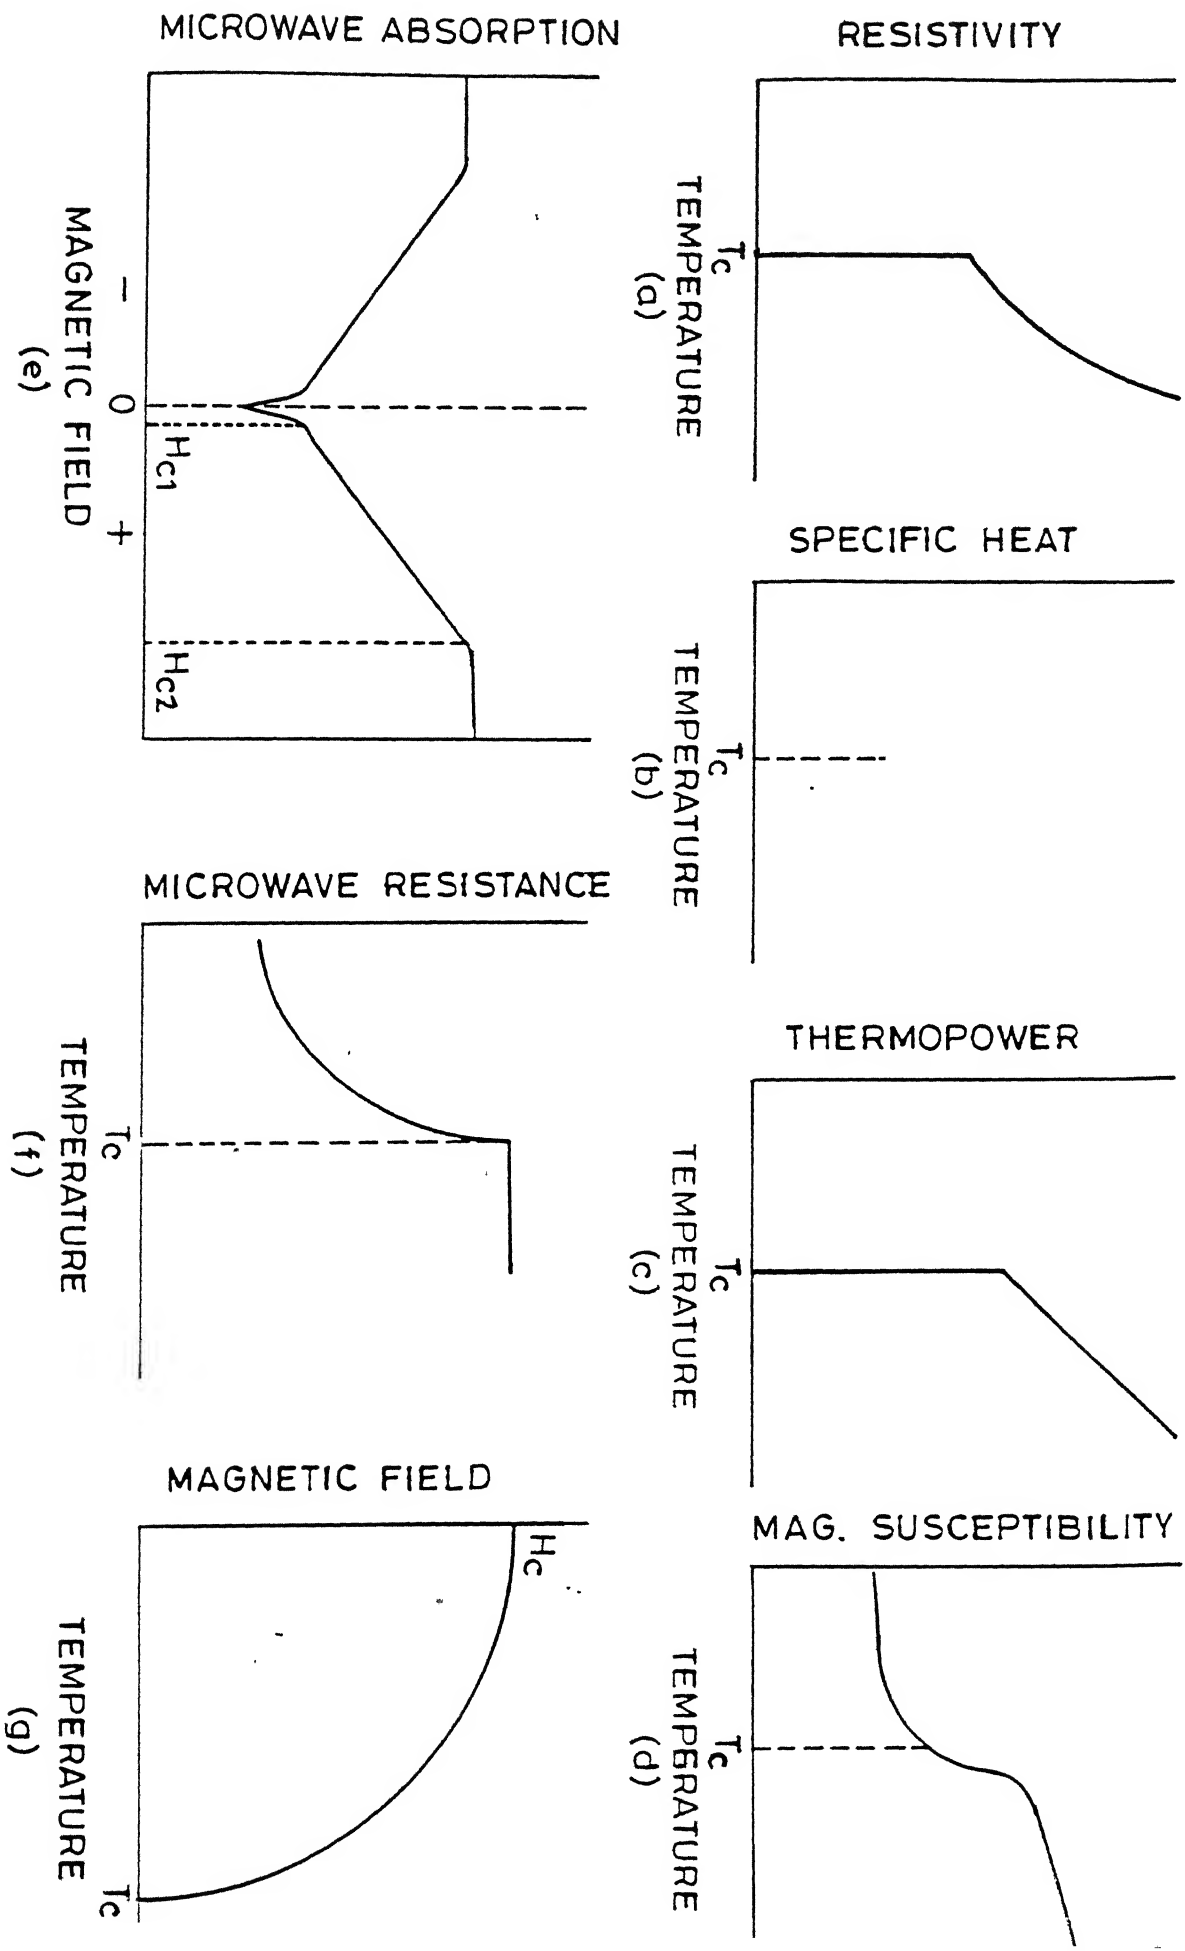 RESISTIVITY
Tc
TEMPERATURE
(a)
SPECIFIC HEAT
Tc
TEMPERATURE
(b)
THERMOPOWER
Tc
TEMPERATURE
(c)
MAG. SUSCEPTIBILITY
Tc
TEMPERATURE
(d)
MICROWAVE ABSORPTION
Hc1
Hc2
− 0 +
MAGNETIC FIELD
(e)
MICROWAVE RESISTANCE
Tc
TEMPERATURE
(f)
MAGNETIC FIELD
Hc
Tc
TEMPERATURE
(g)